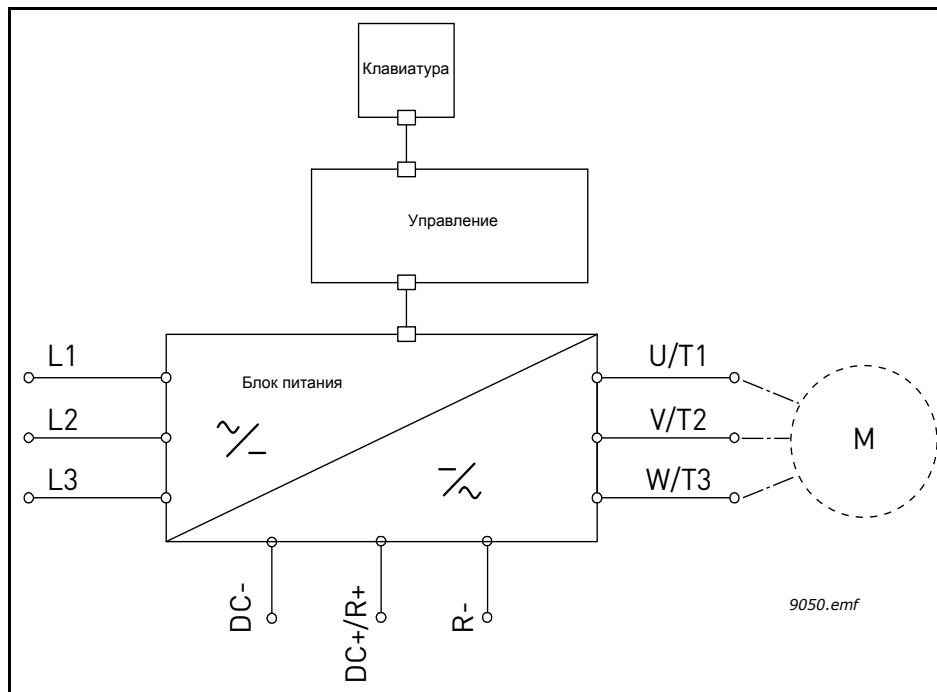 Клавиатура
Управление
Блок питания
L1
L2
L3
U/T1
V/T2
W/T3
M
DC-
DC+/R+
R-
9050.emf